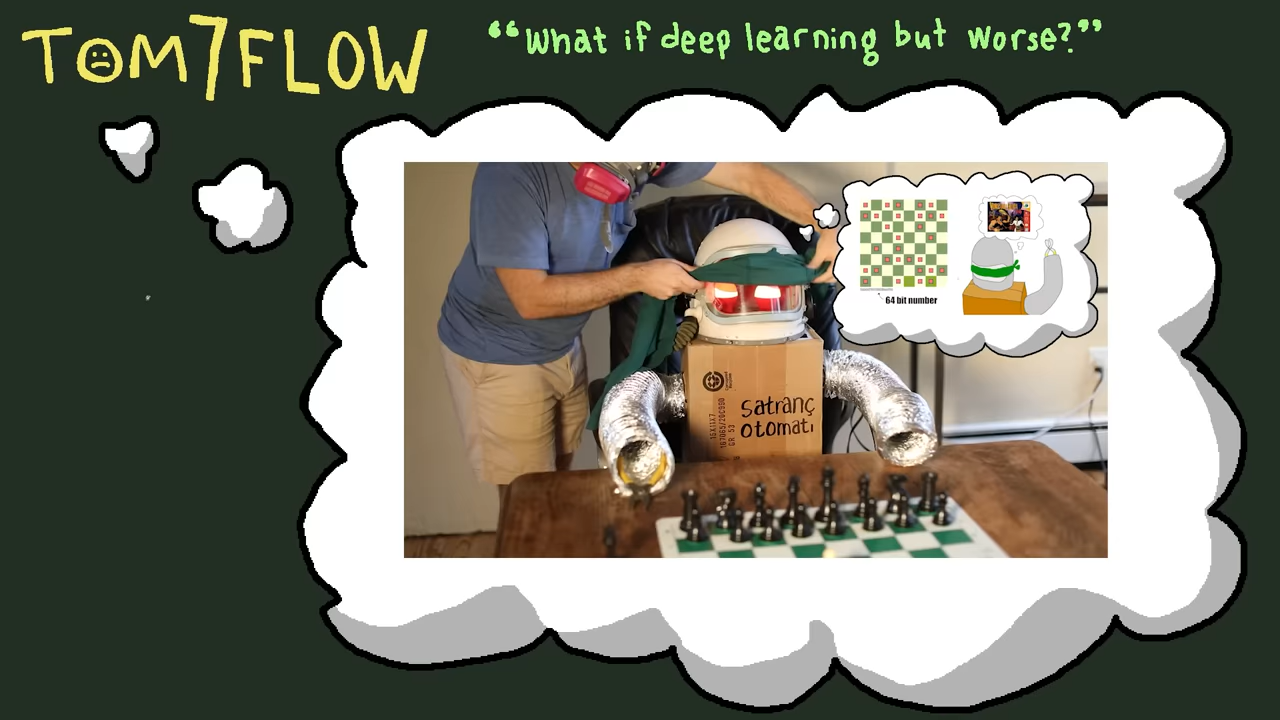 TOM7FLOW
“What if deep learning but worse?”
64 bit number
satranç
otomatı